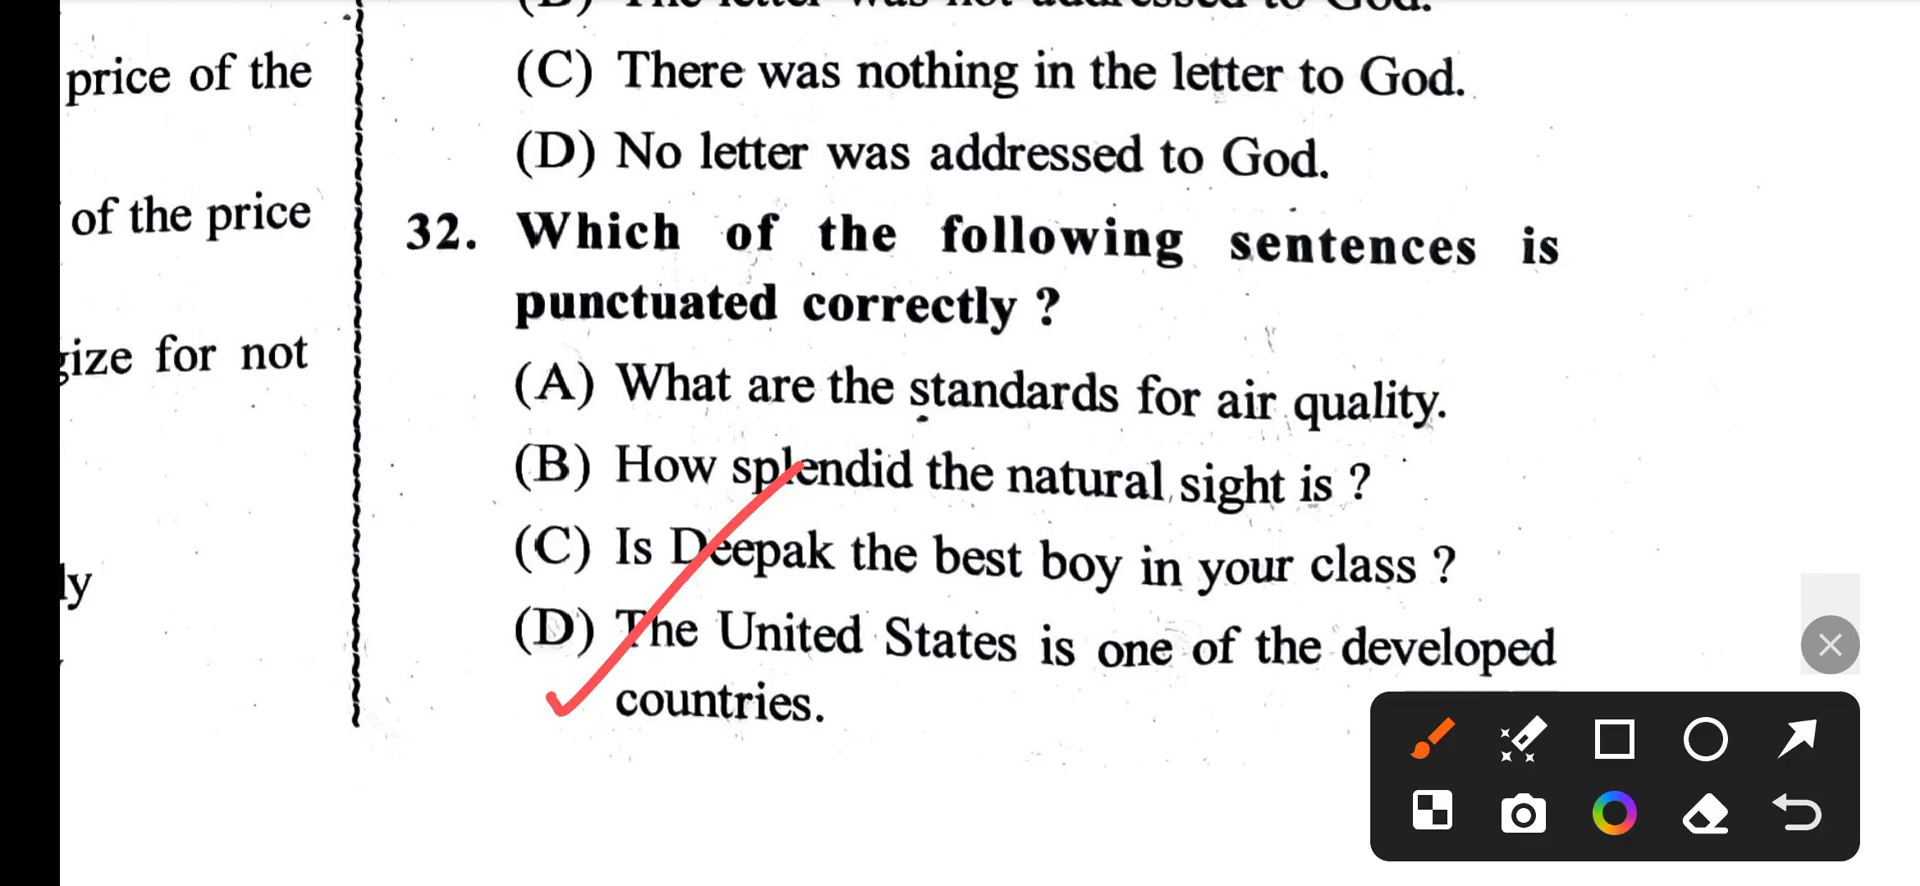 price of the
of the price
ize for not
ly
(C) There was nothing in the letter to God.
(D) No letter was addressed to God.
32. Which of the following sentences is
punctuated correctly ?
(A) What are the standards for air quality.
(B) How splendid the natural sight is ?
(C) Is Deepak the best boy in your class ?
(D) The United States is one of the developed
countries.